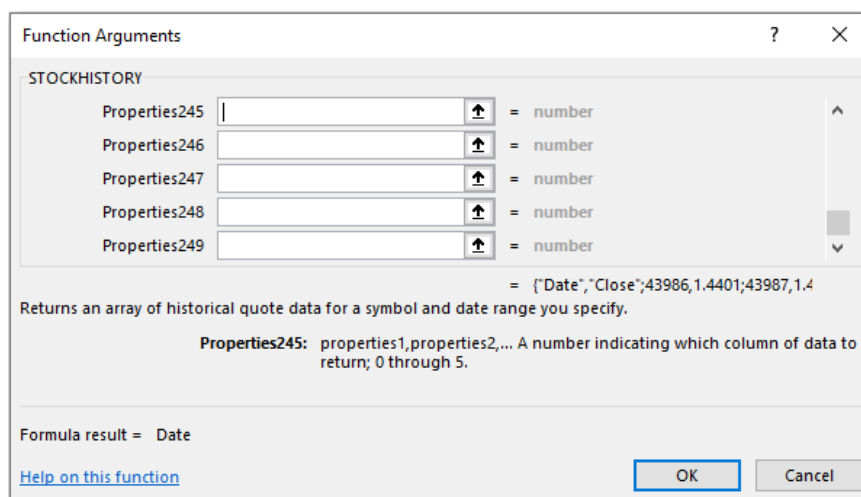 Function Arguments ?
STOCKHISTORY
Properties245 = number
Properties246 = number
Properties247 = number
Properties248 = number
Properties249 = number
= {"Date","Close";43986,1.4401;43987,1.4
Returns an array of historical quote data for a symbol and date range you specify.
Properties245: properties1,properties2,... A number indicating which column of data to
return; 0 through 5.
Formula result = Date
Help on this function OK Cancel